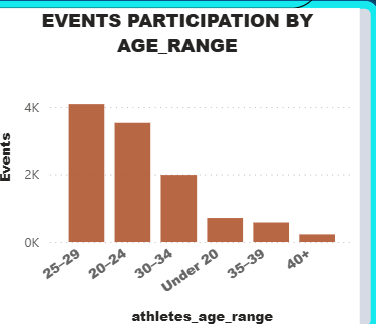 EVENTS PARTICIPATION BY
AGE_RANGE
4K
2K
0K
Events
25–29
20–24
30–34
Under 20
35–39
40+
athletes_age_range